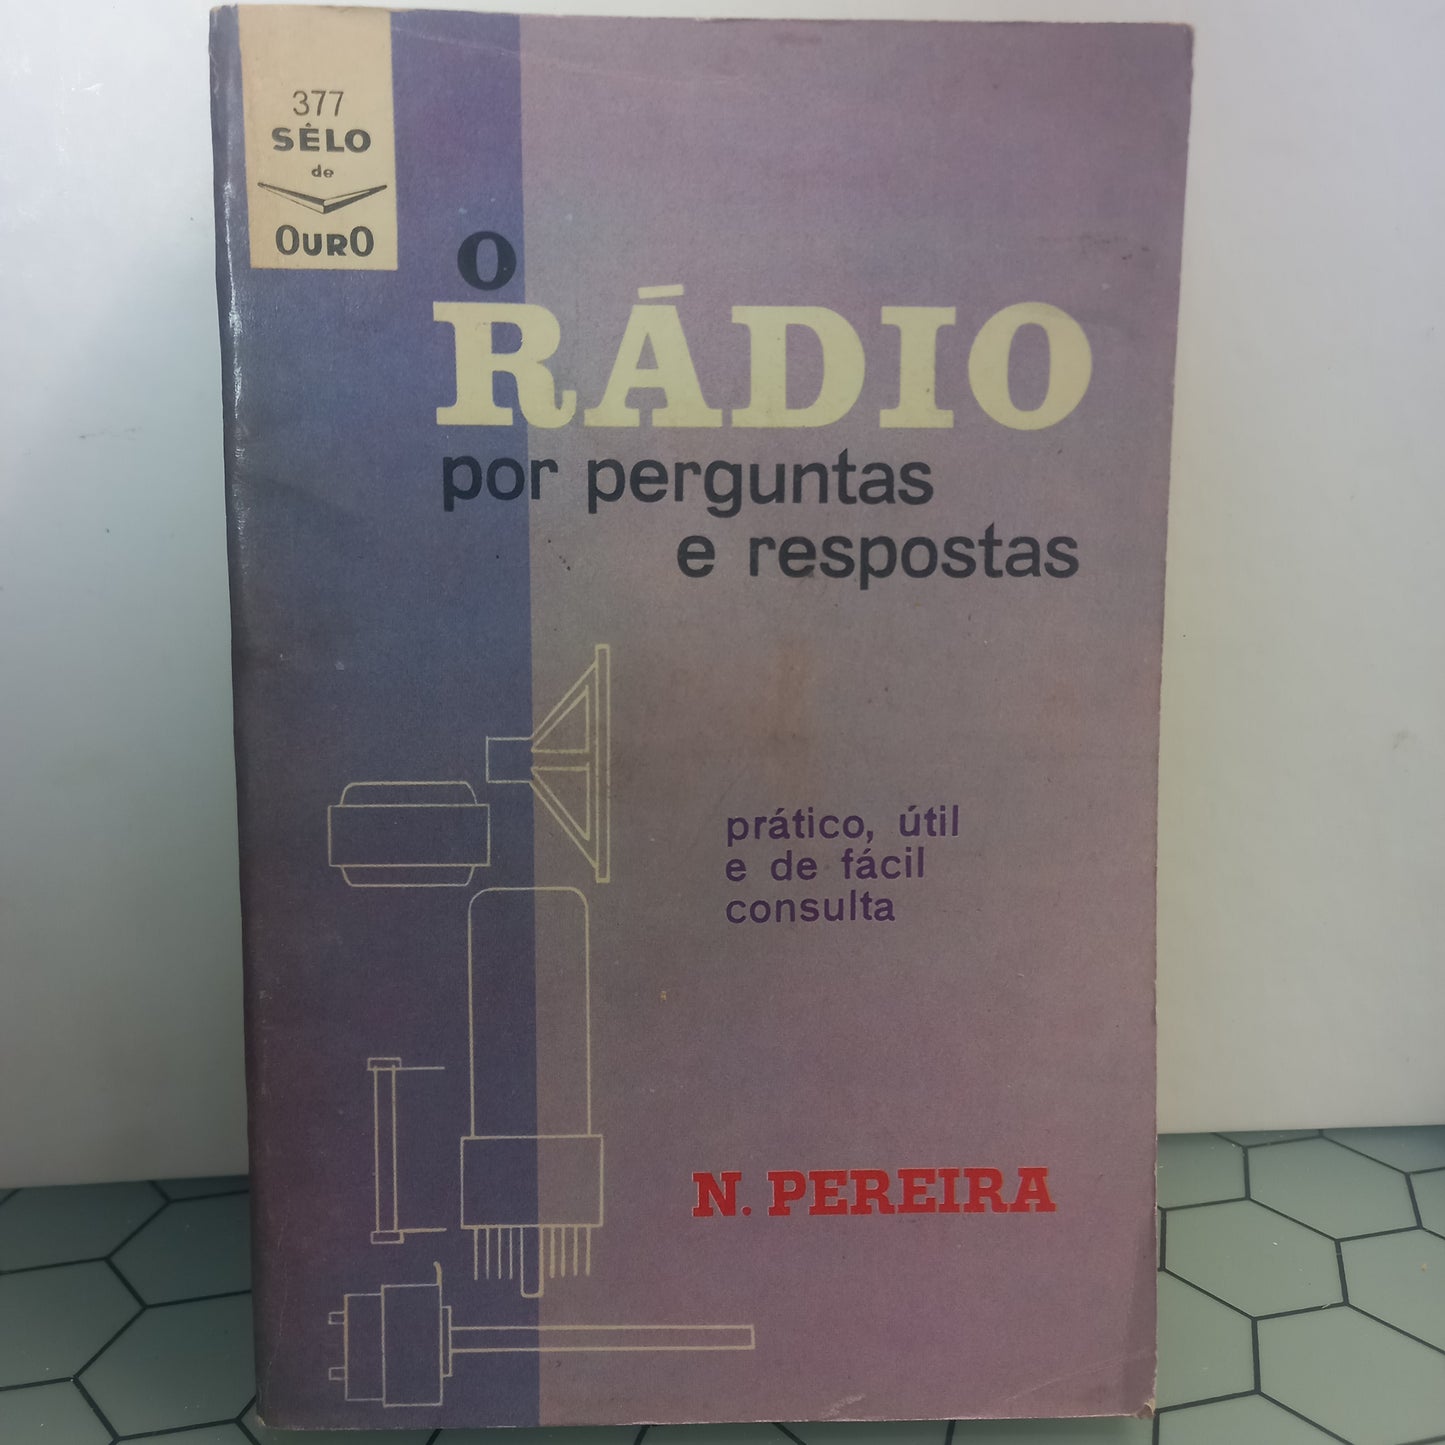 377
SÊLO
de
OURO
O
RÁDIO
por perguntas
e respostas
prático, útil
e de fácil
consulta
N. PEREIRA